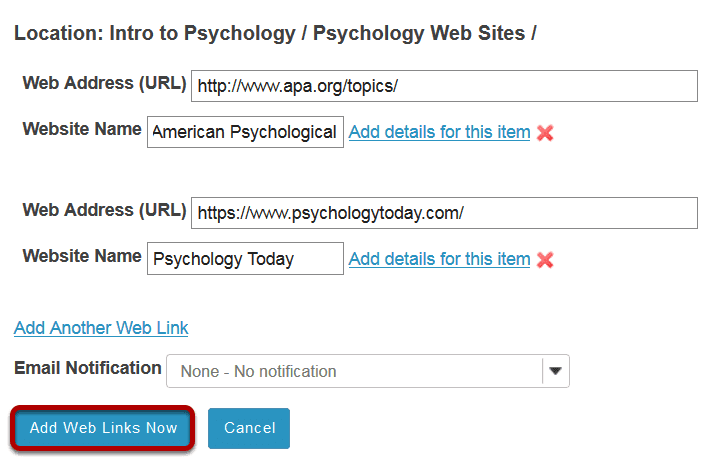 Location: Intro to Psychology / Psychology Web Sites /
Web Address (URL) http://www.apa.org/topics/
Website Name American Psychological Add details for this item
Web Address (URL) https://www.psychologytoday.com/
Website Name Psychology Today Add details for this item
Add Another Web Link
Email Notification None - No notification
Add Web Links Now Cancel